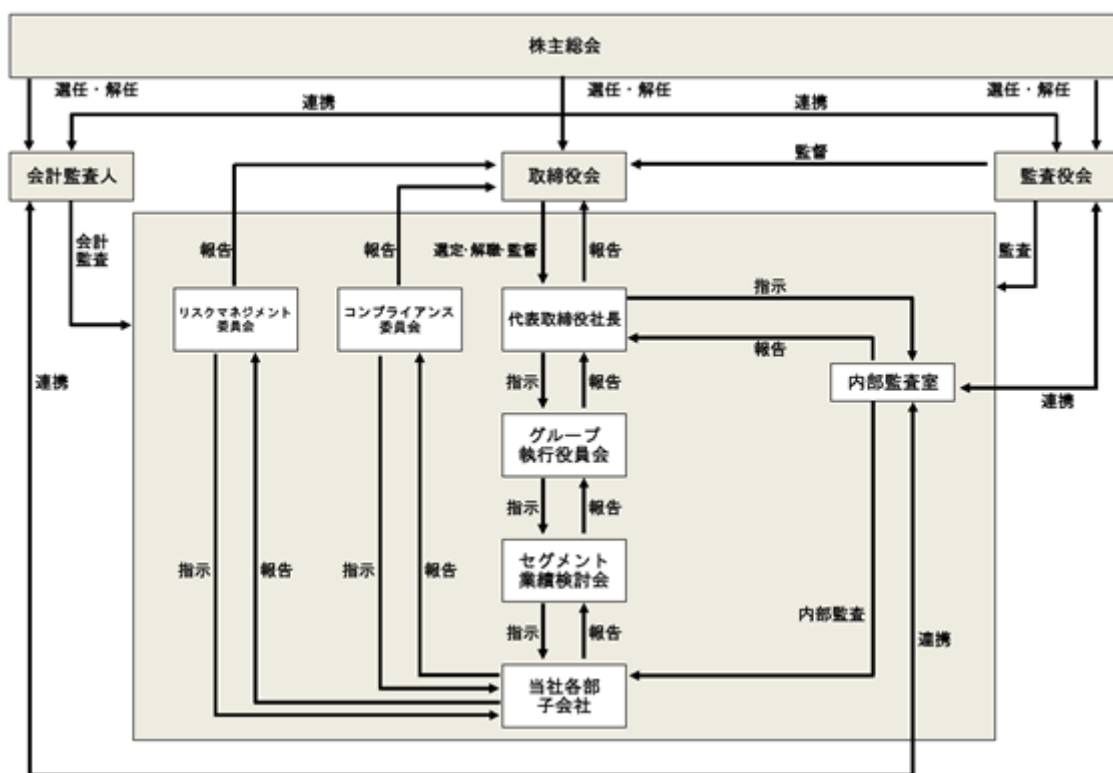 株主総会
選任・解任
選任・解任
選任・解任
連携
連携
会計監査人
取締役会
監督
監査役会
会計
監査
報告
報告
選定・解職・監督
報告
監査
リスクマネジメント
委員会
コンプライアンス
委員会
代表取締役社長
指示
報告
内部監査室
連携
連携
指示
報告
グループ
執行役員会
指示
報告
セグメント
業績検討会
指示
報告
指示
報告
指示
報告
内部監査
連携
当社各部
子会社